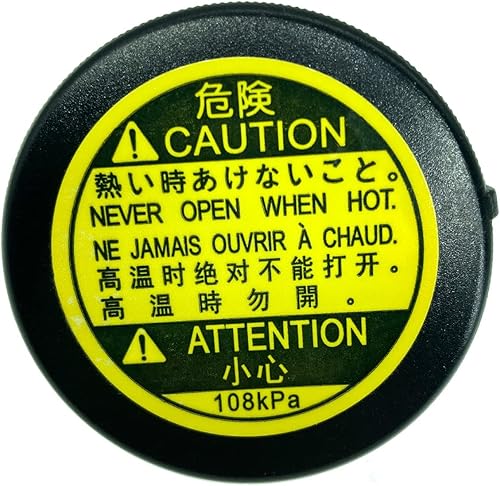 危険
CAUTION
熱い時あけないこと。
NEVER OPEN WHEN HOT.
NE JAMAIS OUVRIR À CHAUD.
高温时绝对不能打开。
高温時勿開。
ATTENTION
小心
108kPa